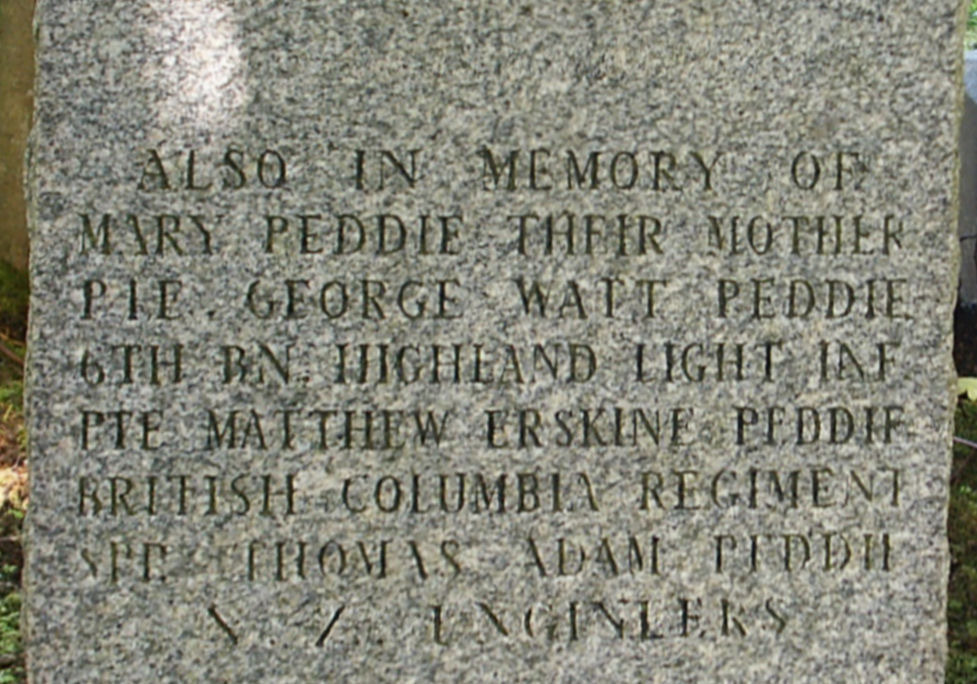 ALSO IN MEMORY OF
MARY PEDDIE THEIR MOTHER
PTE. GEORGE WATT PEDDIE
6TH BN. HIGHLAND LIGHT INF
PTE MATTHEW ERSKINE PEDDIE
BRITISH COLUMBIA REGIMENT
SPR. THOMAS ADAM PEDDIE
N. Z. ENGINEERS